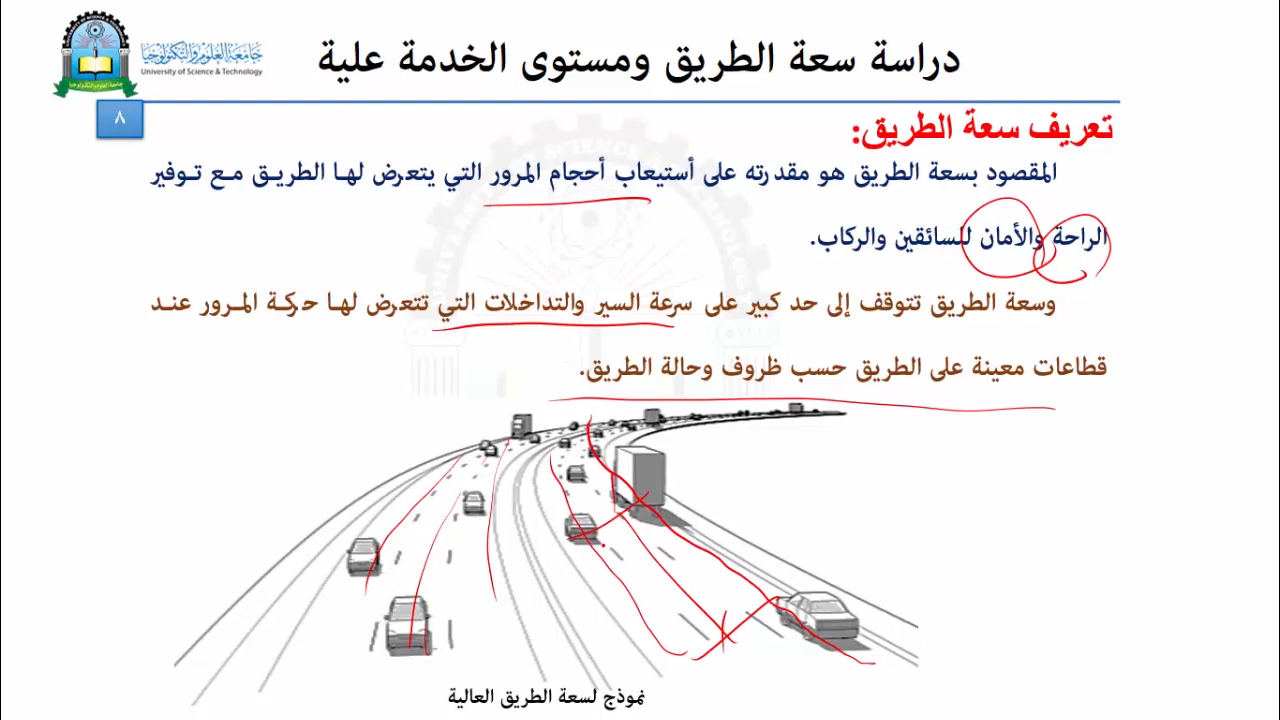 جامعة العلوم والتكنولوجيا
University of Science & Technology
دراسة سعة الطريق ومستوى الخدمة علية
٨
تعريف سعة الطريق:
المقصود بسعة الطريق هو مقدرته على أستيعاب أحجام المرور التي يتعرض لها الطريق مع توفير
الراحة والأمان للسائقين والركاب.
وسعة الطريق تتوقف إلى حد كبير على سرعة السير والتداخلات التي تتعرض لها حركة المرور عند
قطاعات معينة على الطريق حسب ظروف وحالة الطريق.
نموذج لسعة الطريق العالية